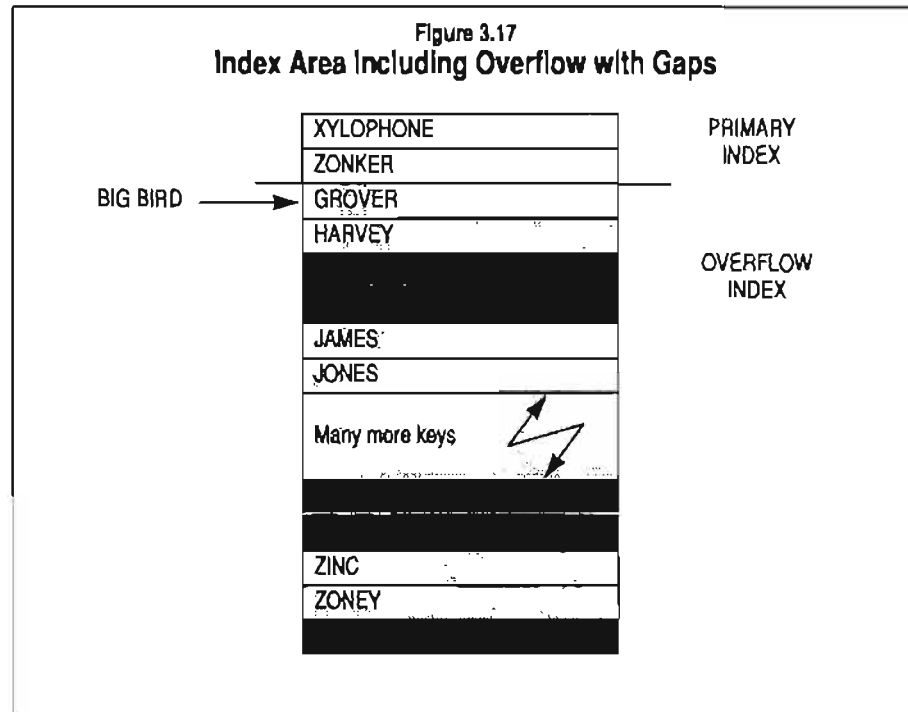 Figure 3.17
Index Area Including Overflow with Gaps
XYLOPHONE
PRIMARY
INDEX
ZONKER
BIG BIRD
GROVER
HARVEY
OVERFLOW
INDEX
JAMES
JONES
Many more keys
ZINC
ZONEY